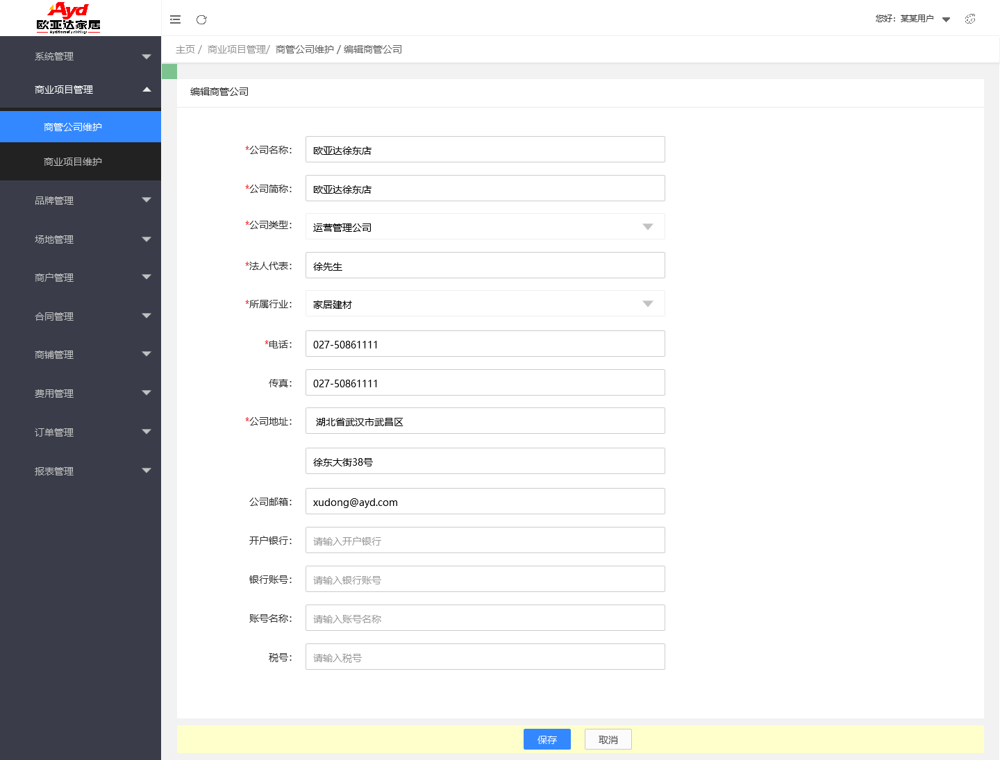 Ayd
欧亚达家居
您好：某某用户
主页 / 商业项目管理/ 商管公司维护 / 编辑商管公司
系统管理
商业项目管理
商管公司维护
商业项目维护
品牌管理
场地管理
商户管理
合同管理
商铺管理
费用管理
订单管理
报表管理
编辑商管公司
*公司名称： 欧亚达徐东店
*公司简称： 欧亚达徐东店
*公司类型： 运营管理公司
*法人代表： 徐先生
*所属行业： 家居建材
*电话： 027-50861111
传真： 027-50861111
*公司地址： 湖北省武汉市武昌区
徐东大街38号
公司邮箱： xudong@ayd.com
开户银行： 请输入开户银行
银行账号： 请输入银行账号
账号名称： 请输入账号名称
税号： 请输入税号
保存 取消